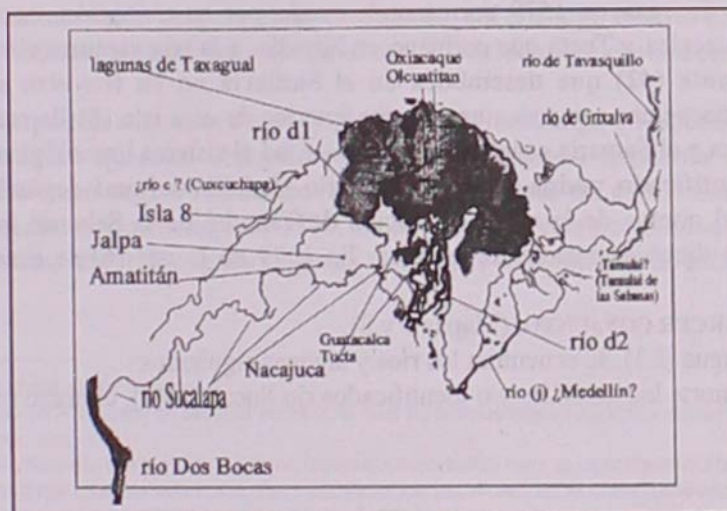 lagunas de Taxagual
Oxiacaque
Olcuatitan
río de Tavasquillo
río de Grixalva
río d1
río c ? (Cuxcuchapa)
Isla 8
Jalpa
Amatitán
¿Tamulté?
(Tamulté de
las Sabanas)
Guatacalca
Tucta
río d2
Nacajuca
río Sucalapa
río (j) ¿Medellín?
río Dos Bocas